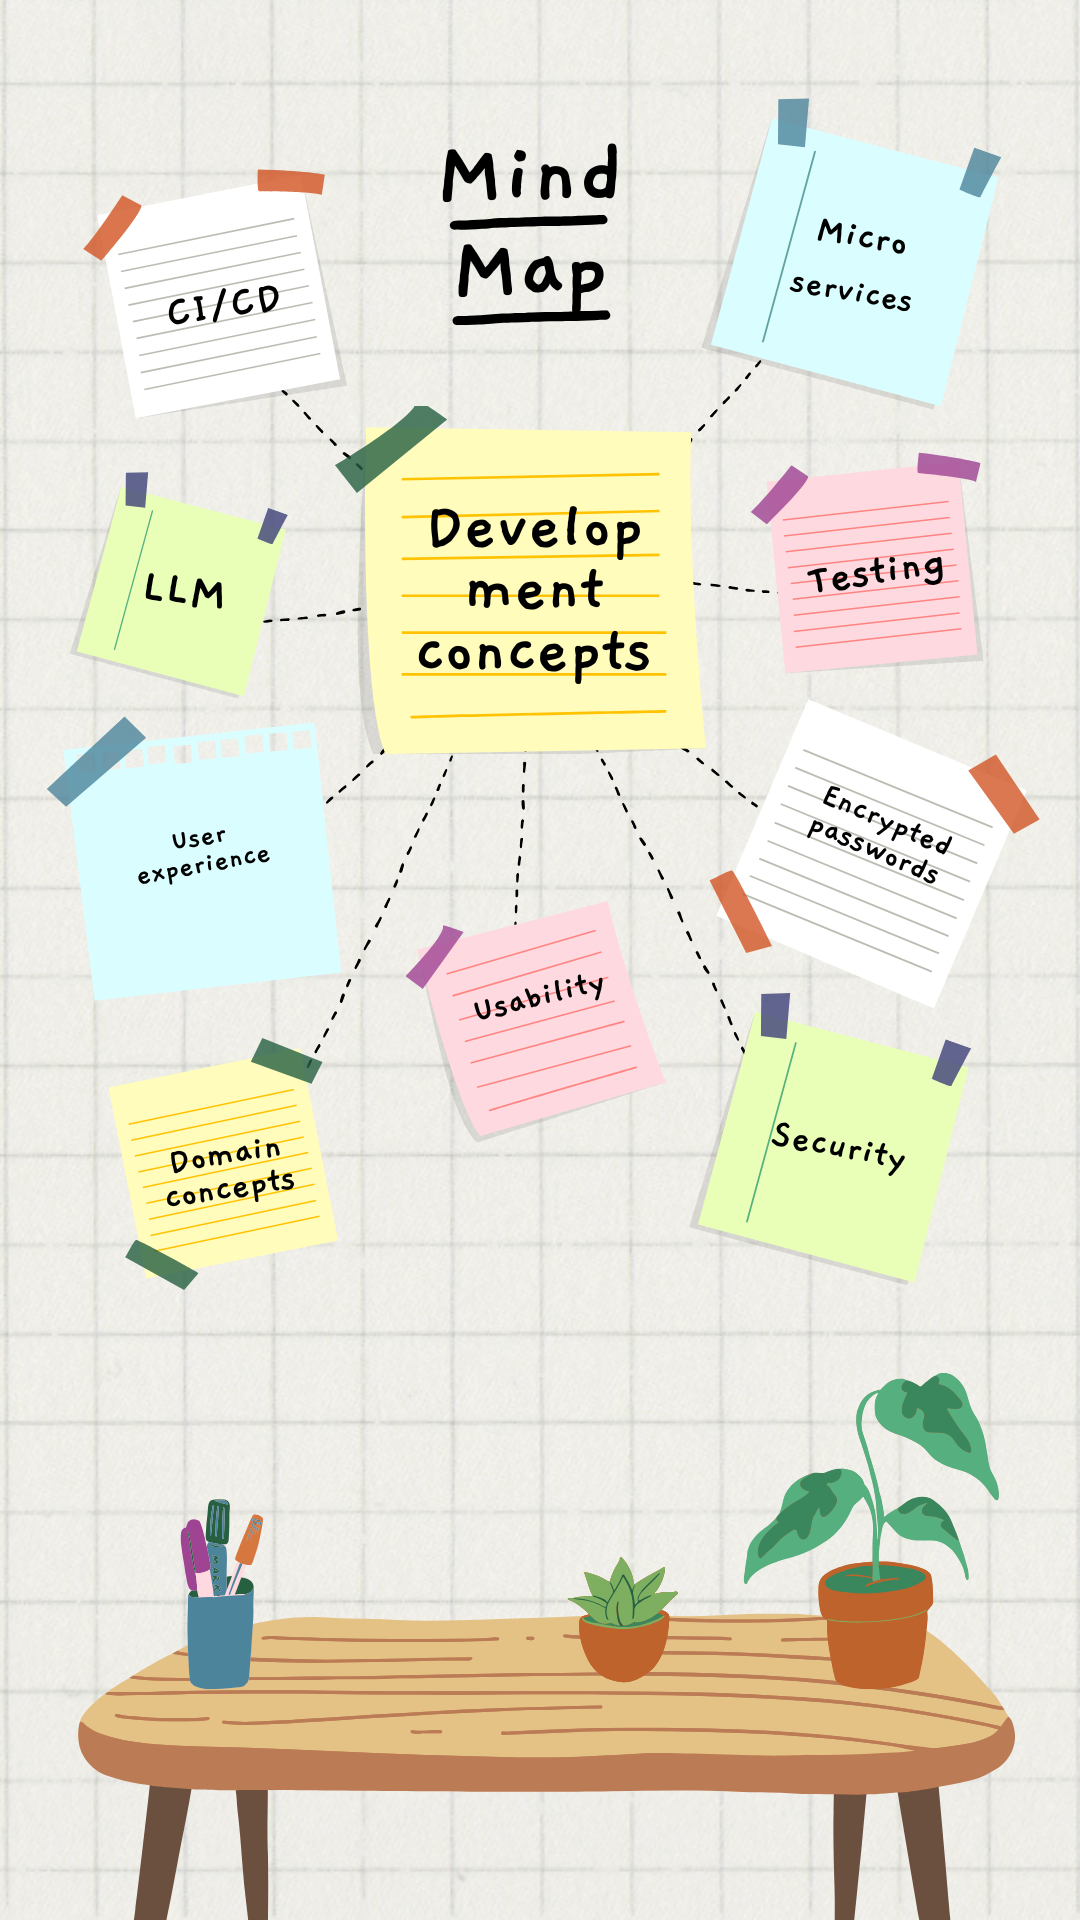 Mind
Map
CI/CD
Micro
services
Develop
ment
concepts
LLM
Testing
User
experience
Encrypted
passwords
Usability
Domain
concepts
Security